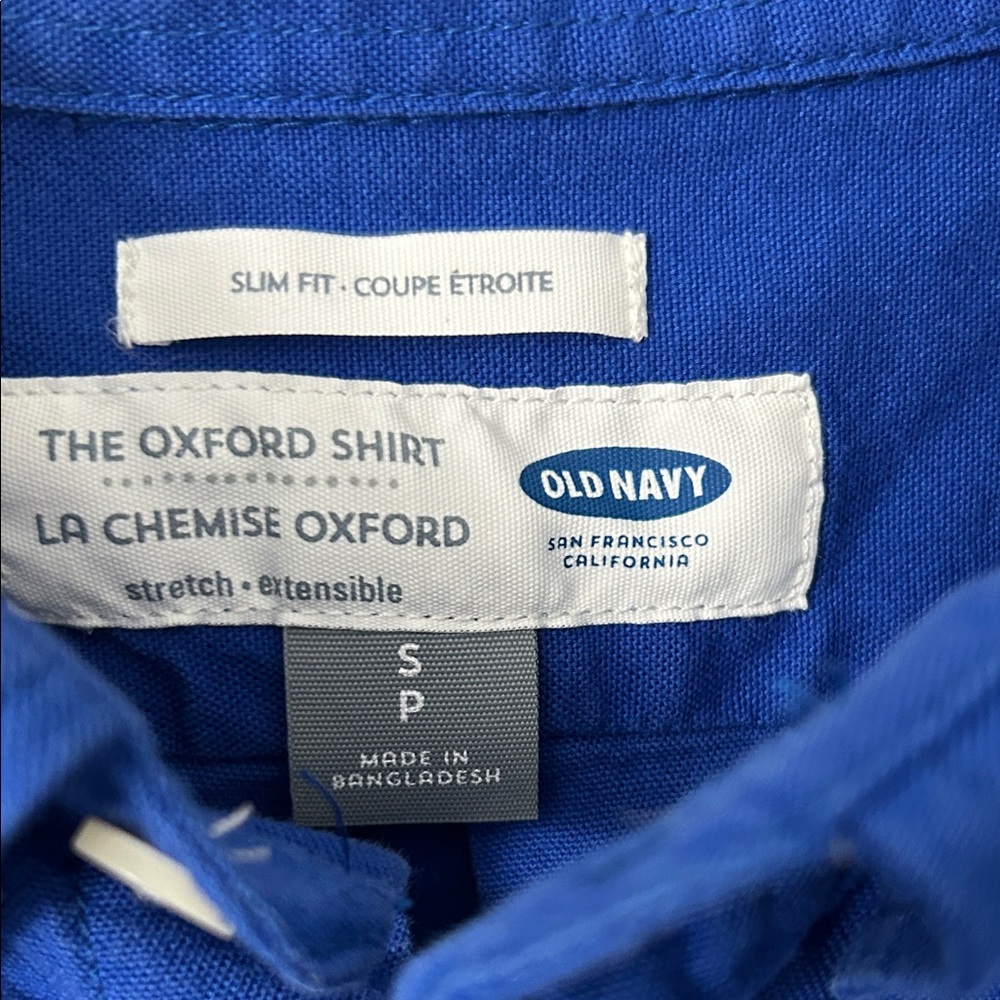 SLIM FIT · COUPE ÉTROITE
THE OXFORD SHIRT
LA CHEMISE OXFORD
stretch • extensible
OLD NAVY
SAN FRANCISCO
CALIFORNIA
S
P
MADE IN
BANGLADESH